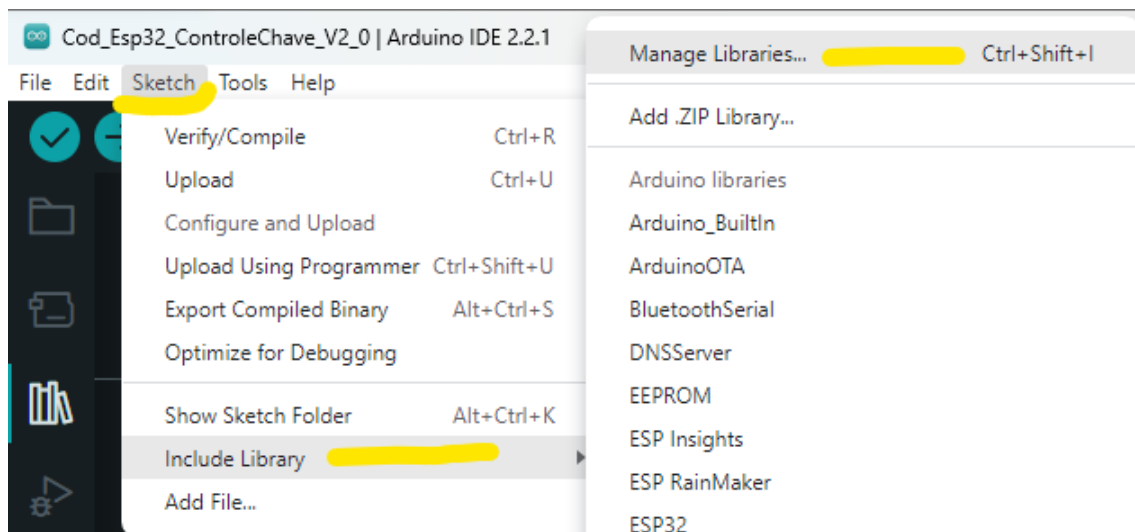 Cod_Esp32_ControleChave_V2_0 | Arduino IDE 2.2.1
File Edit Sketch Tools Help
Verify/Compile Ctrl+R
Upload Ctrl+U
Configure and Upload
Upload Using Programmer Ctrl+Shift+U
Export Compiled Binary Alt+Ctrl+S
Optimize for Debugging
Show Sketch Folder Alt+Ctrl+K
Include Library
Add File...
Manage Libraries... Ctrl+Shift+I
Add .ZIP Library...
Arduino libraries
Arduino_BuiltIn
ArduinoOTA
BluetoothSerial
DNSServer
EEPROM
ESP Insights
ESP RainMaker
ESP32